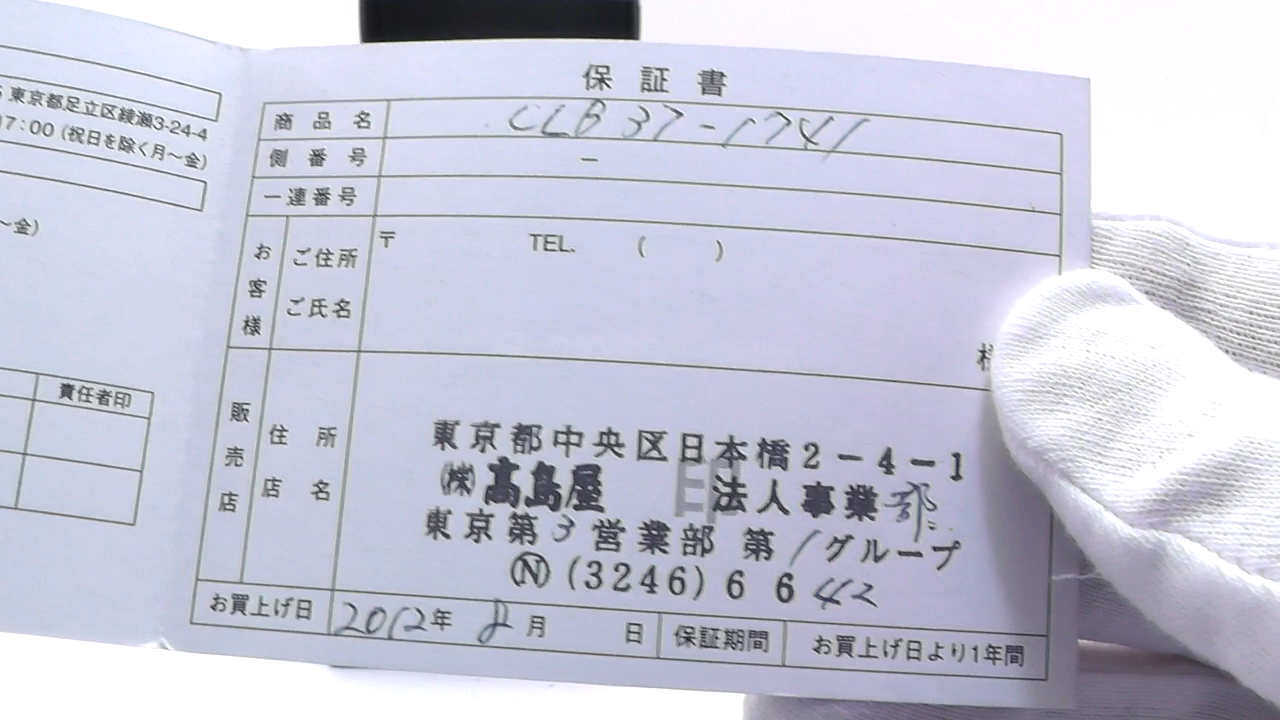 東京都足立区綾瀬3-24-4
7：00（祝日を除く月～金）
～金）
責任者印
保証書
商品名 CLB37-1741
側番号 －
一連番号
お客様 ご住所 〒 TEL. （ ）
ご氏名
販売店 住所 東京都中央区日本橋2－4－1
店名 ㈱髙島屋 印 法人事業部
東京第3営業部 第1グループ
Ⓝ (3246) 6642
お買上げ日 2012年 8月 日 保証期間 お買上げ日より1年間